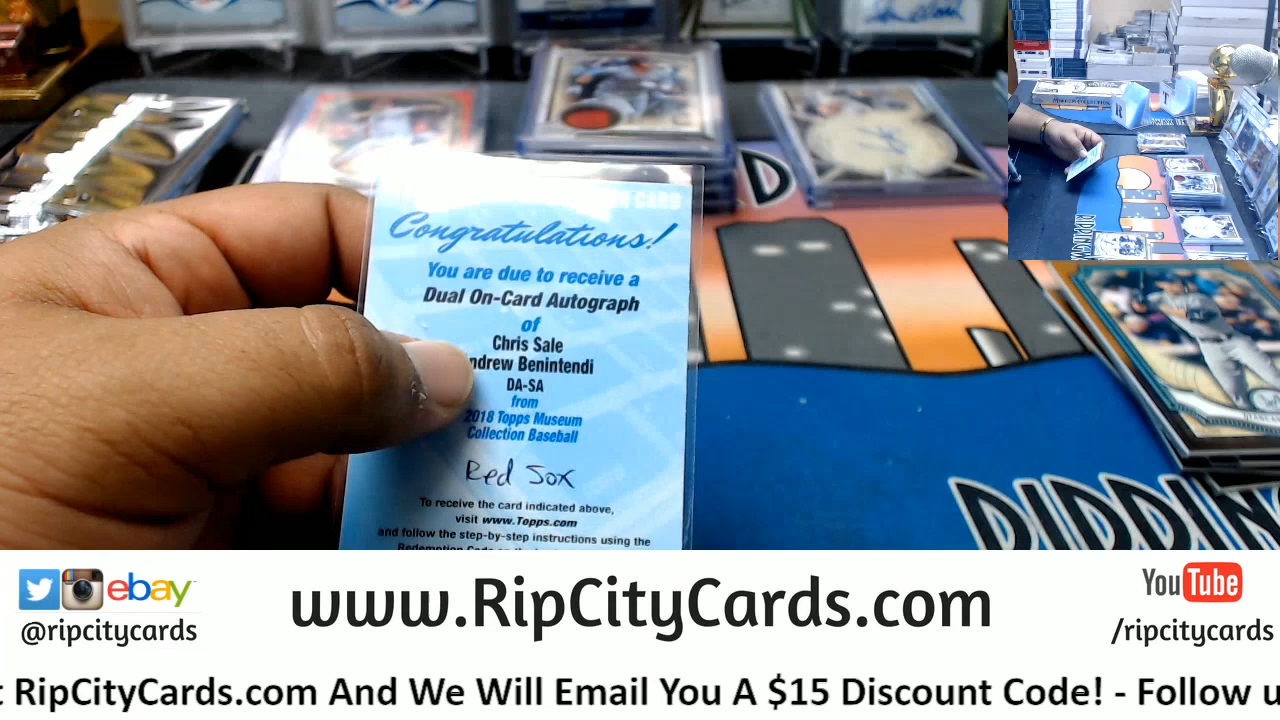 CARD
Congratulations!
You are due to receive a
Dual On-Card Autograph
of
Chris Sale
ndrew Benintendi
DA-SA
from
2018 Topps Museum
Collection Baseball
Red Sox
To receive the card indicated above,
visit www.Topps.com
and follow the step-by-step instructions using the
D
RIPPIN
ebay
@ripcitycards
www.RipCityCards.com
YouTube
/ripcitycards
RipCityCards.com And We Will Email You A $15 Discount Code! - Follow u